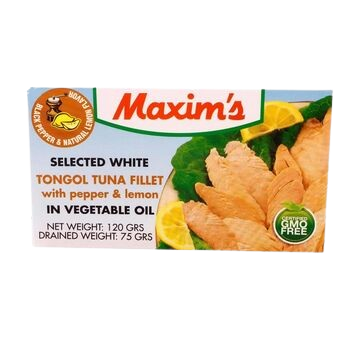 BLACK PEPPER & NATURAL LEMON FLAVOR
Maxim's
SELECTED WHITE
TONGOL TUNA FILLET
with pepper & lemon
IN VEGETABLE OIL
NET WEIGHT: 120 GRS
DRAINED WEIGHT: 75 GRS
CERTIFIED
GMO
FREE